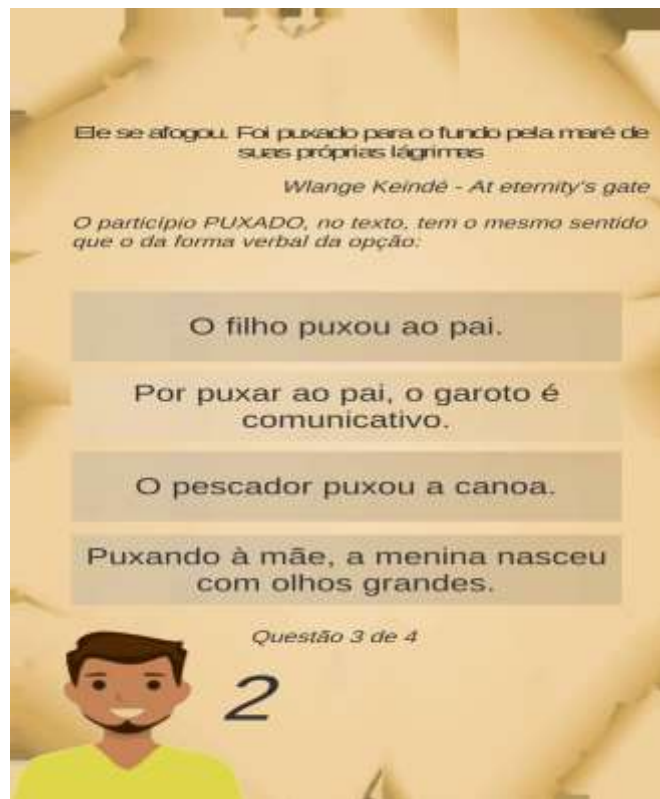 Ele se afogou. Foi puxado para o fundo pela maré de
suas próprias lágrimas
Wlange Keindé - At eternity's gate
O particípio PUXADO, no texto, tem o mesmo sentido
que o da forma verbal da opção:
O filho puxou ao pai.
Por puxar ao pai, o garoto é
comunicativo.
O pescador puxou a canoa.
Puxando à mãe, a menina nasceu
com olhos grandes.
Questão 3 de 4
2